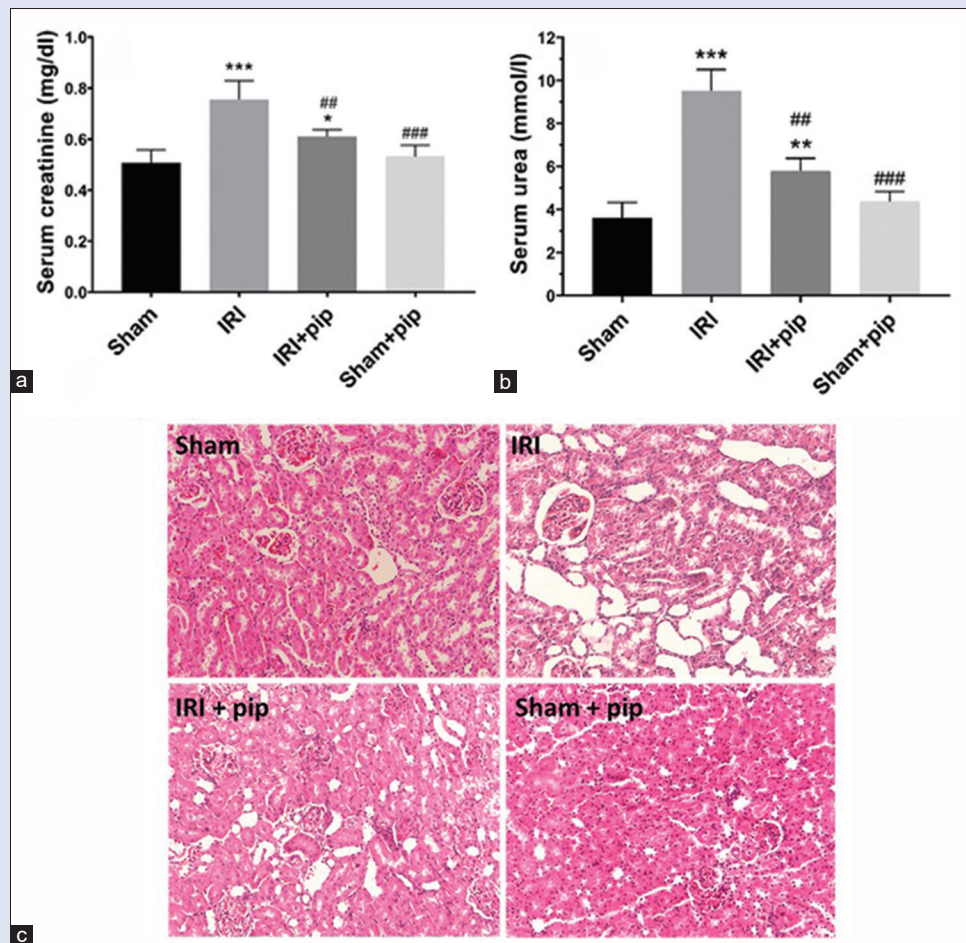 Serum creatinine (mg/dl)
1.0
0.8
0.6
0.4
0.2
0.0
***
##
*
###
Sham
IRI
IRI+pip
Sham+pip
a
Serum urea (mmol/l)
12
10
8
6
4
2
0
***
##
**
###
Sham
IRI
IRI+pip
Sham+pip
b
Sham
IRI
IRI + pip
Sham + pip
c